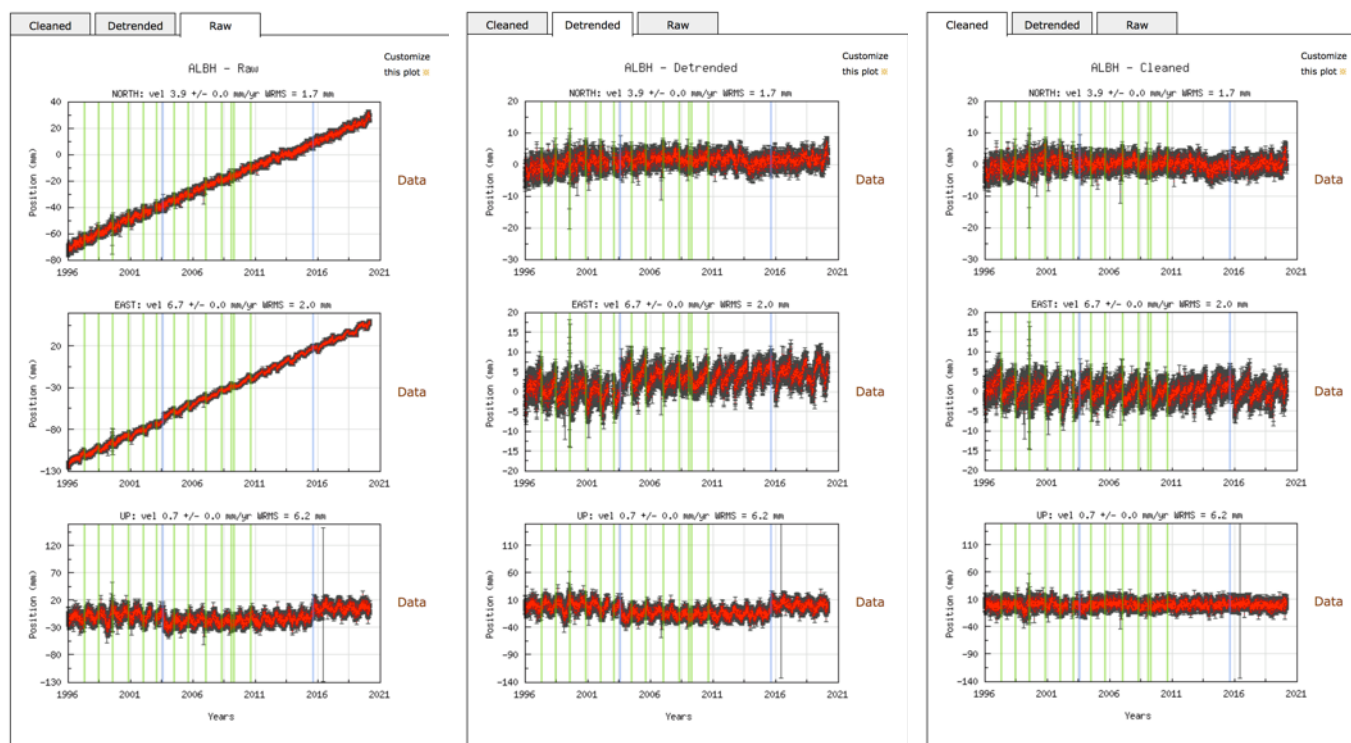 Cleaned Detrended Raw
Customize
this plot
ALBH - Raw
NORTH: vel 3.9 +/- 0.0 mm/yr WRMS = 1.7 mm
40
20
0
-20
-40
-60
-80
Position (mm)
1996 2001 2006 2011 2016 2021
Data
EAST: vel 6.7 +/- 0.0 mm/yr WRMS = 2.0 mm
20
-30
-80
-130
Position (mm)
1996 2001 2006 2011 2016 2021
Data
UP: vel 0.7 +/- 0.0 mm/yr WRMS = 6.2 mm
120
70
20
-30
-80
-130
Position (mm)
1996 2001 2006 2011 2016 2021
Years
Data
Cleaned Detrended Raw
Customize
this plot
ALBH - Detrended
NORTH: vel 3.9 +/- 0.0 mm/yr WRMS = 1.7 mm
20
10
0
-10
-20
-30
Position (mm)
1996 2001 2006 2011 2016 2021
Data
EAST: vel 6.7 +/- 0.0 mm/yr WRMS = 2.0 mm
20
15
10
5
0
-5
-10
-15
-20
Position (mm)
1996 2001 2006 2011 2016 2021
Data
UP: vel 0.7 +/- 0.0 mm/yr WRMS = 6.2 mm
110
60
10
-40
-90
-140
Position (mm)
1996 2001 2006 2011 2016 2021
Years
Data
Cleaned Detrended Raw
Customize
this plot
ALBH - Cleaned
NORTH: vel 3.9 +/- 0.0 mm/yr WRMS = 1.7 mm
20
10
0
-10
-20
-30
Position (mm)
1996 2001 2006 2011 2016 2021
Data
EAST: vel 6.7 +/- 0.0 mm/yr WRMS = 2.0 mm
20
15
10
5
0
-5
-10
-15
-20
Position (mm)
1996 2001 2006 2011 2016 2021
Data
UP: vel 0.7 +/- 0.0 mm/yr WRMS = 6.2 mm
110
60
10
-40
-90
-140
Position (mm)
1996 2001 2006 2011 2016 2021
Years
Data